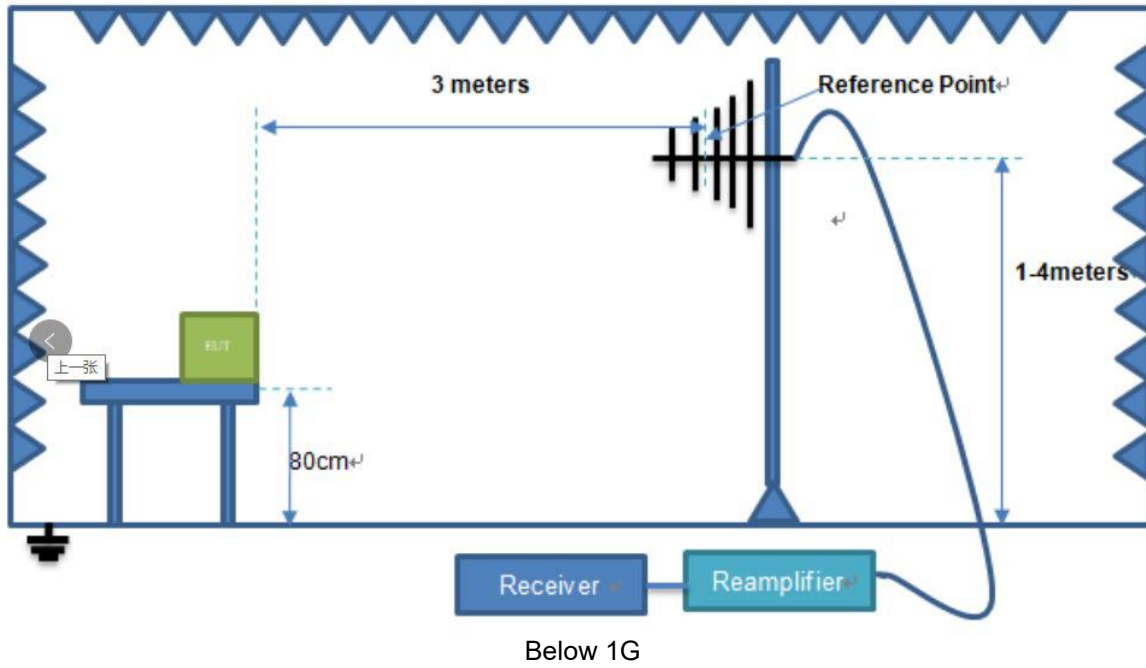 3 meters
Reference Point↵
↵
1-4meters
EUT
上一张
80cm↵
Receiver ↵
Reamplifier↵
Below 1G